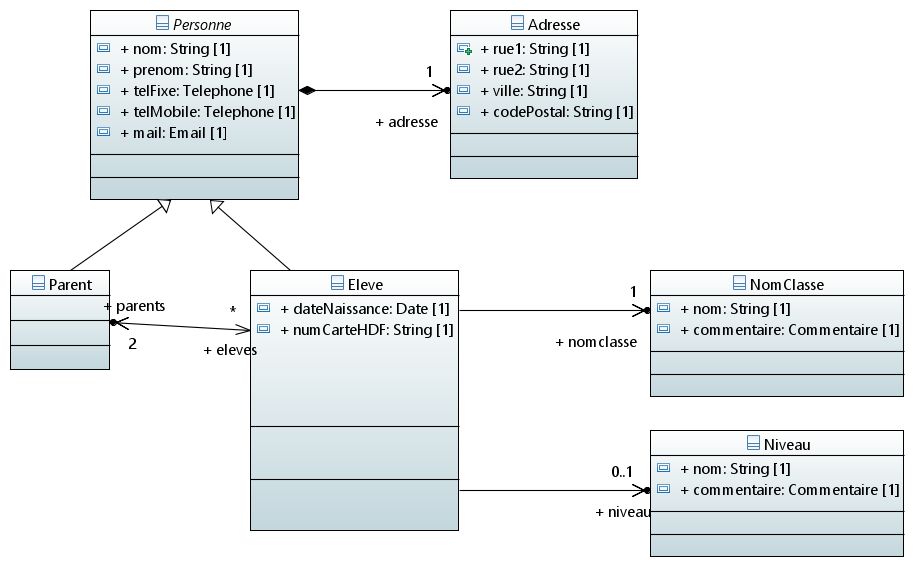 Personne
+ nom: String [1]
+ prenom: String [1]
+ telFixe: Telephone [1]
+ telMobile: Telephone [1]
+ mail: Email [1]
1
+ adresse
Adresse
+ rue1: String [1]
+ rue2: String [1]
+ ville: String [1]
+ codePostal: String [1]
Parent
+ parents
2
*
+ eleves
Eleve
+ dateNaissance: Date [1]
+ numCarteHDF: String [1]
1
+ nomclasse
NomClasse
+ nom: String [1]
+ commentaire: Commentaire [1]
0..1
+ niveau
Niveau
+ nom: String [1]
+ commentaire: Commentaire [1]